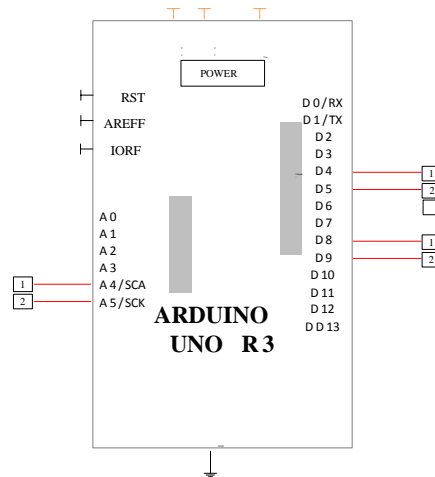 POWER
RST
AREFF
IORF
D0/RX
D1/TX
D2
D3
D4
1
D5
2
D6
D7
D8
1
D9
2
D10
D11
D12
DD13
A0
A1
A2
A3
1
A4/SCA
2
A5/SCK
ARDUINO
UNO R3